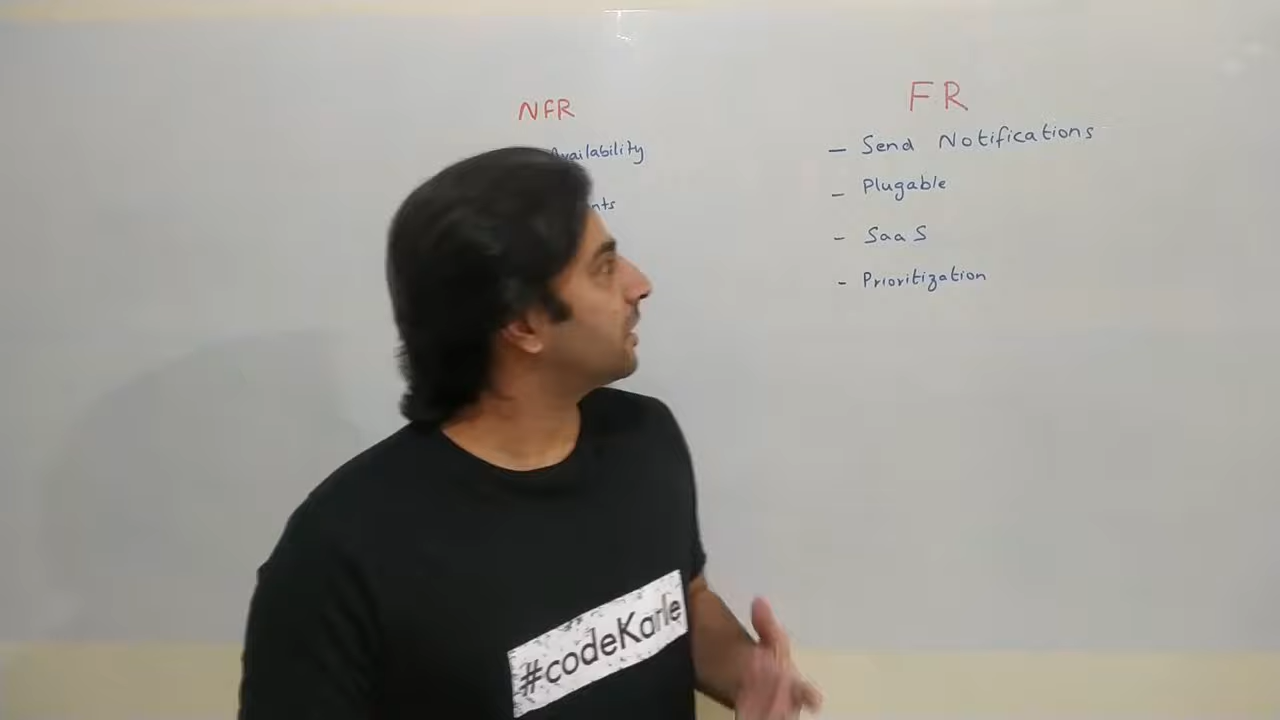 NFR
Availability
FR
- Send Notifications
- Plugable
- SaaS
- Prioritization
#codeKarle